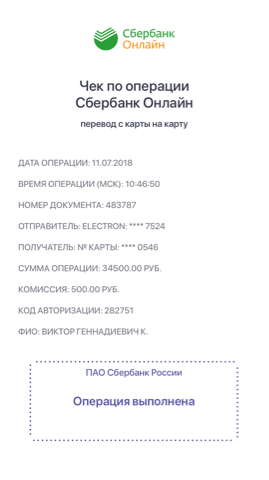 Сбербанк
Онлайн
Чек по операции
Сбербанк Онлайн
перевод с карты на карту
ДАТА ОПЕРАЦИИ: 11.07.2018
ВРЕМЯ ОПЕРАЦИИ (МСК): 10:46:50
НОМЕР ДОКУМЕНТА: 483787
ОТПРАВИТЕЛЬ: ELECTRON: **** 7524
ПОЛУЧАТЕЛЬ: № КАРТЫ: **** 0546
СУММА ОПЕРАЦИИ: 34500.00 РУБ.
КОМИССИЯ: 500.00 РУБ.
КОД АВТОРИЗАЦИИ: 282751
ФИО: ВИКТОР ГЕННАДИЕВИЧ К.
ПАО Сбербанк России
Операция выполнена